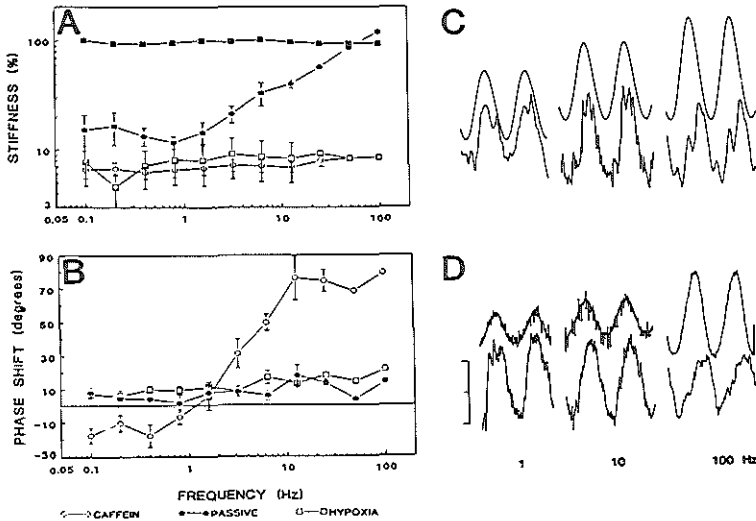 A
STIFFNESS (%)
100
10
3
0.05 0.1 1 10 100
B
PHASE SHIFT (degrees)
90
70
50
30
10
-10
-30
0.05 0.1 1 10 100
FREQUENCY (Hz)
CAFFEIN PASSIVE HYPOXIA
C
D
1 10 100 Hz